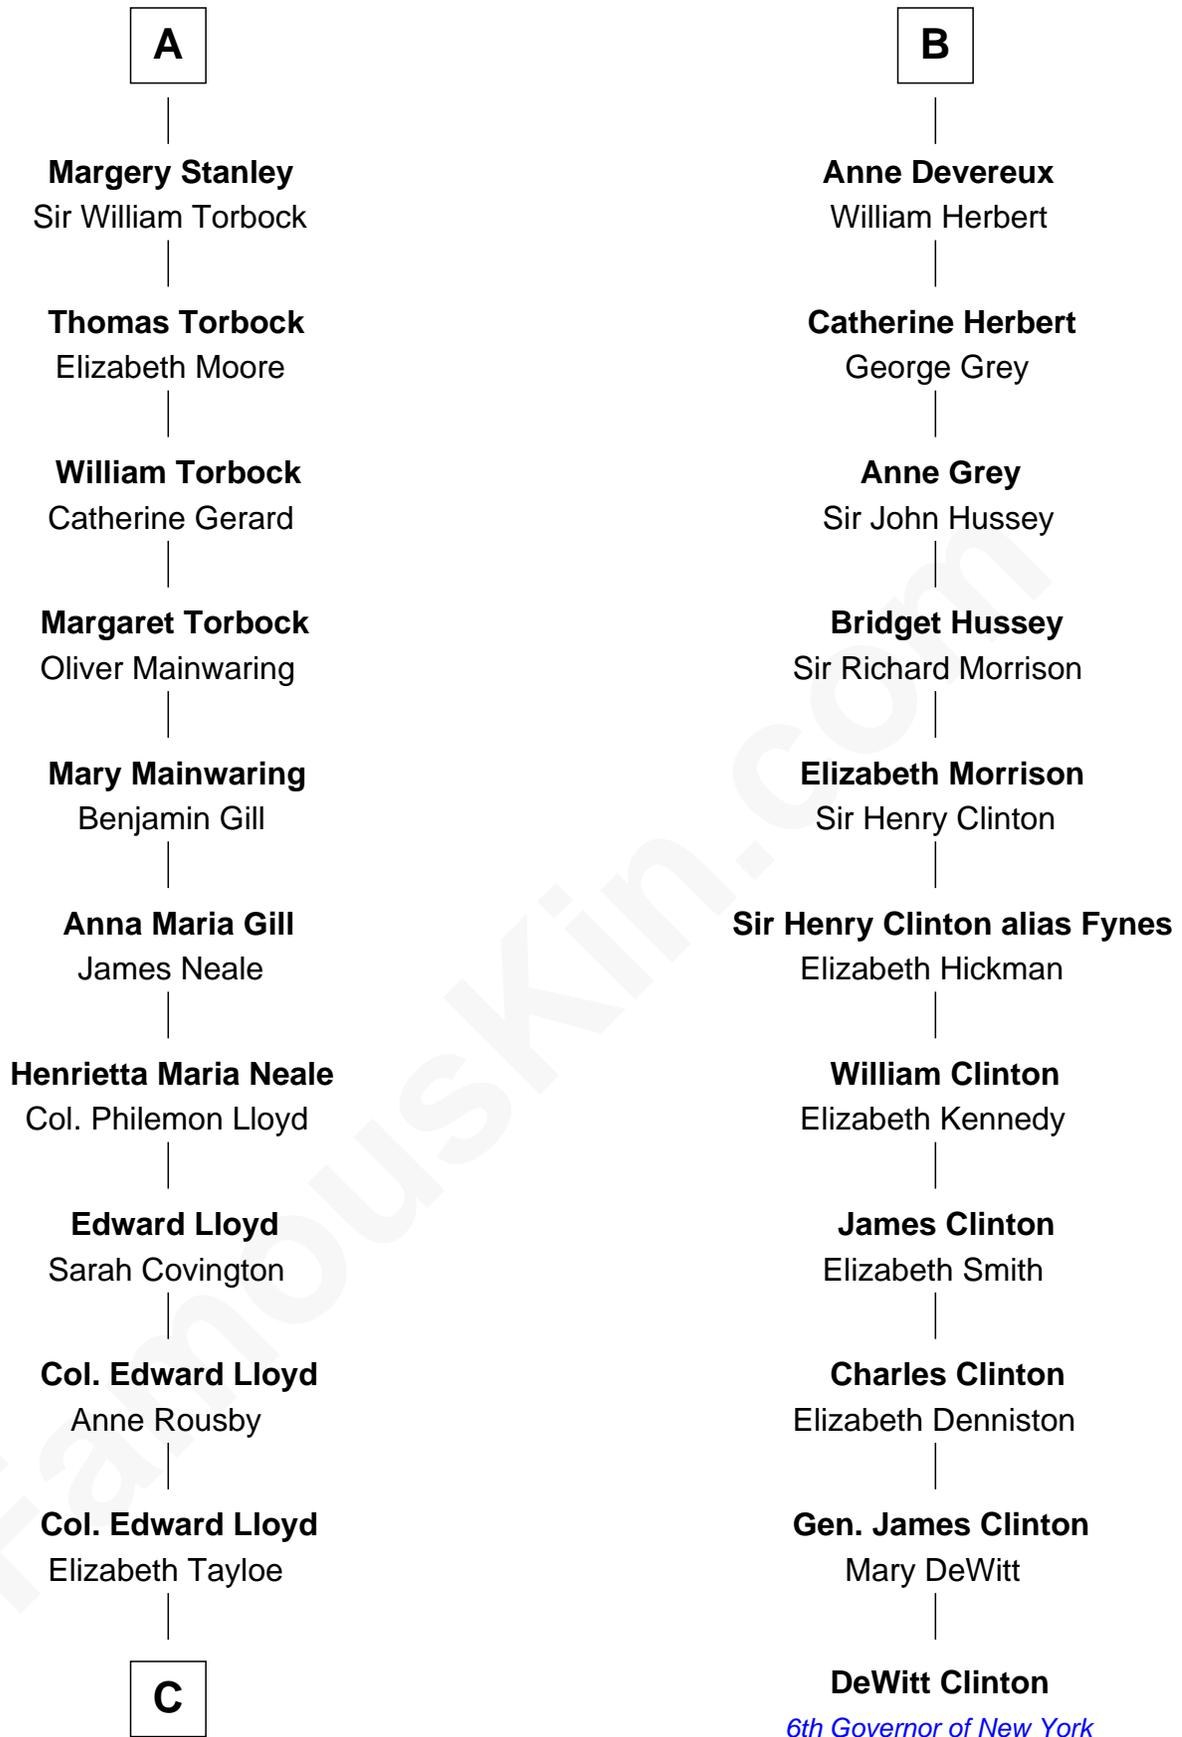 A
Margery Stanley
Sir William Torbock
Thomas Torbock
Elizabeth Moore
William Torbock
Catherine Gerard
Margaret Torbock
Oliver Mainwaring
Mary Mainwaring
Benjamin Gill
Anna Maria Gill
James Neale
Henrietta Maria Neale
Col. Philemon Lloyd
Edward Lloyd
Sarah Covington
Col. Edward Lloyd
Anne Rousby
Col. Edward Lloyd
Elizabeth Tayloe
C
B
Anne Devereux
William Herbert
Catherine Herbert
George Grey
Anne Grey
Sir John Hussey
Bridget Hussey
Sir Richard Morrison
Elizabeth Morrison
Sir Henry Clinton
Sir Henry Clinton alias Fynes
Elizabeth Hickman
William Clinton
Elizabeth Kennedy
James Clinton
Elizabeth Smith
Charles Clinton
Elizabeth Denniston
Gen. James Clinton
Mary DeWitt
DeWitt Clinton
6th Governor of New York
FamousKin.com